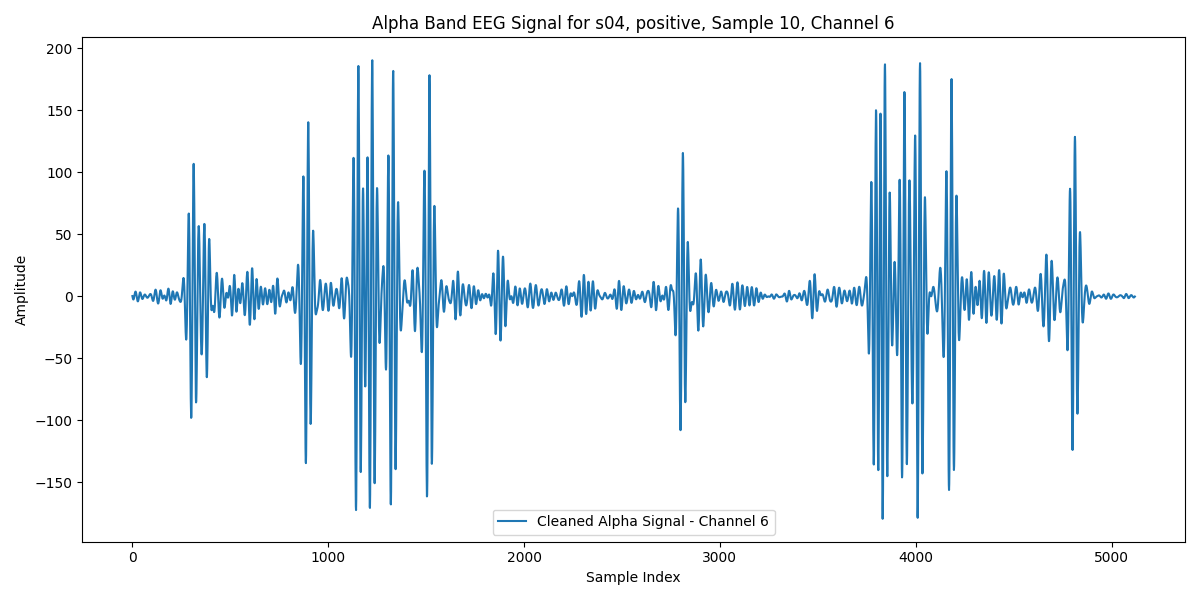 Alpha Band EEG Signal for s04, positive, Sample 10, Channel 6
200
150
100
50
0
−50
−100
−150
Amplitude
Cleaned Alpha Signal - Channel 6
0 1000 2000 3000 4000 5000
Sample Index